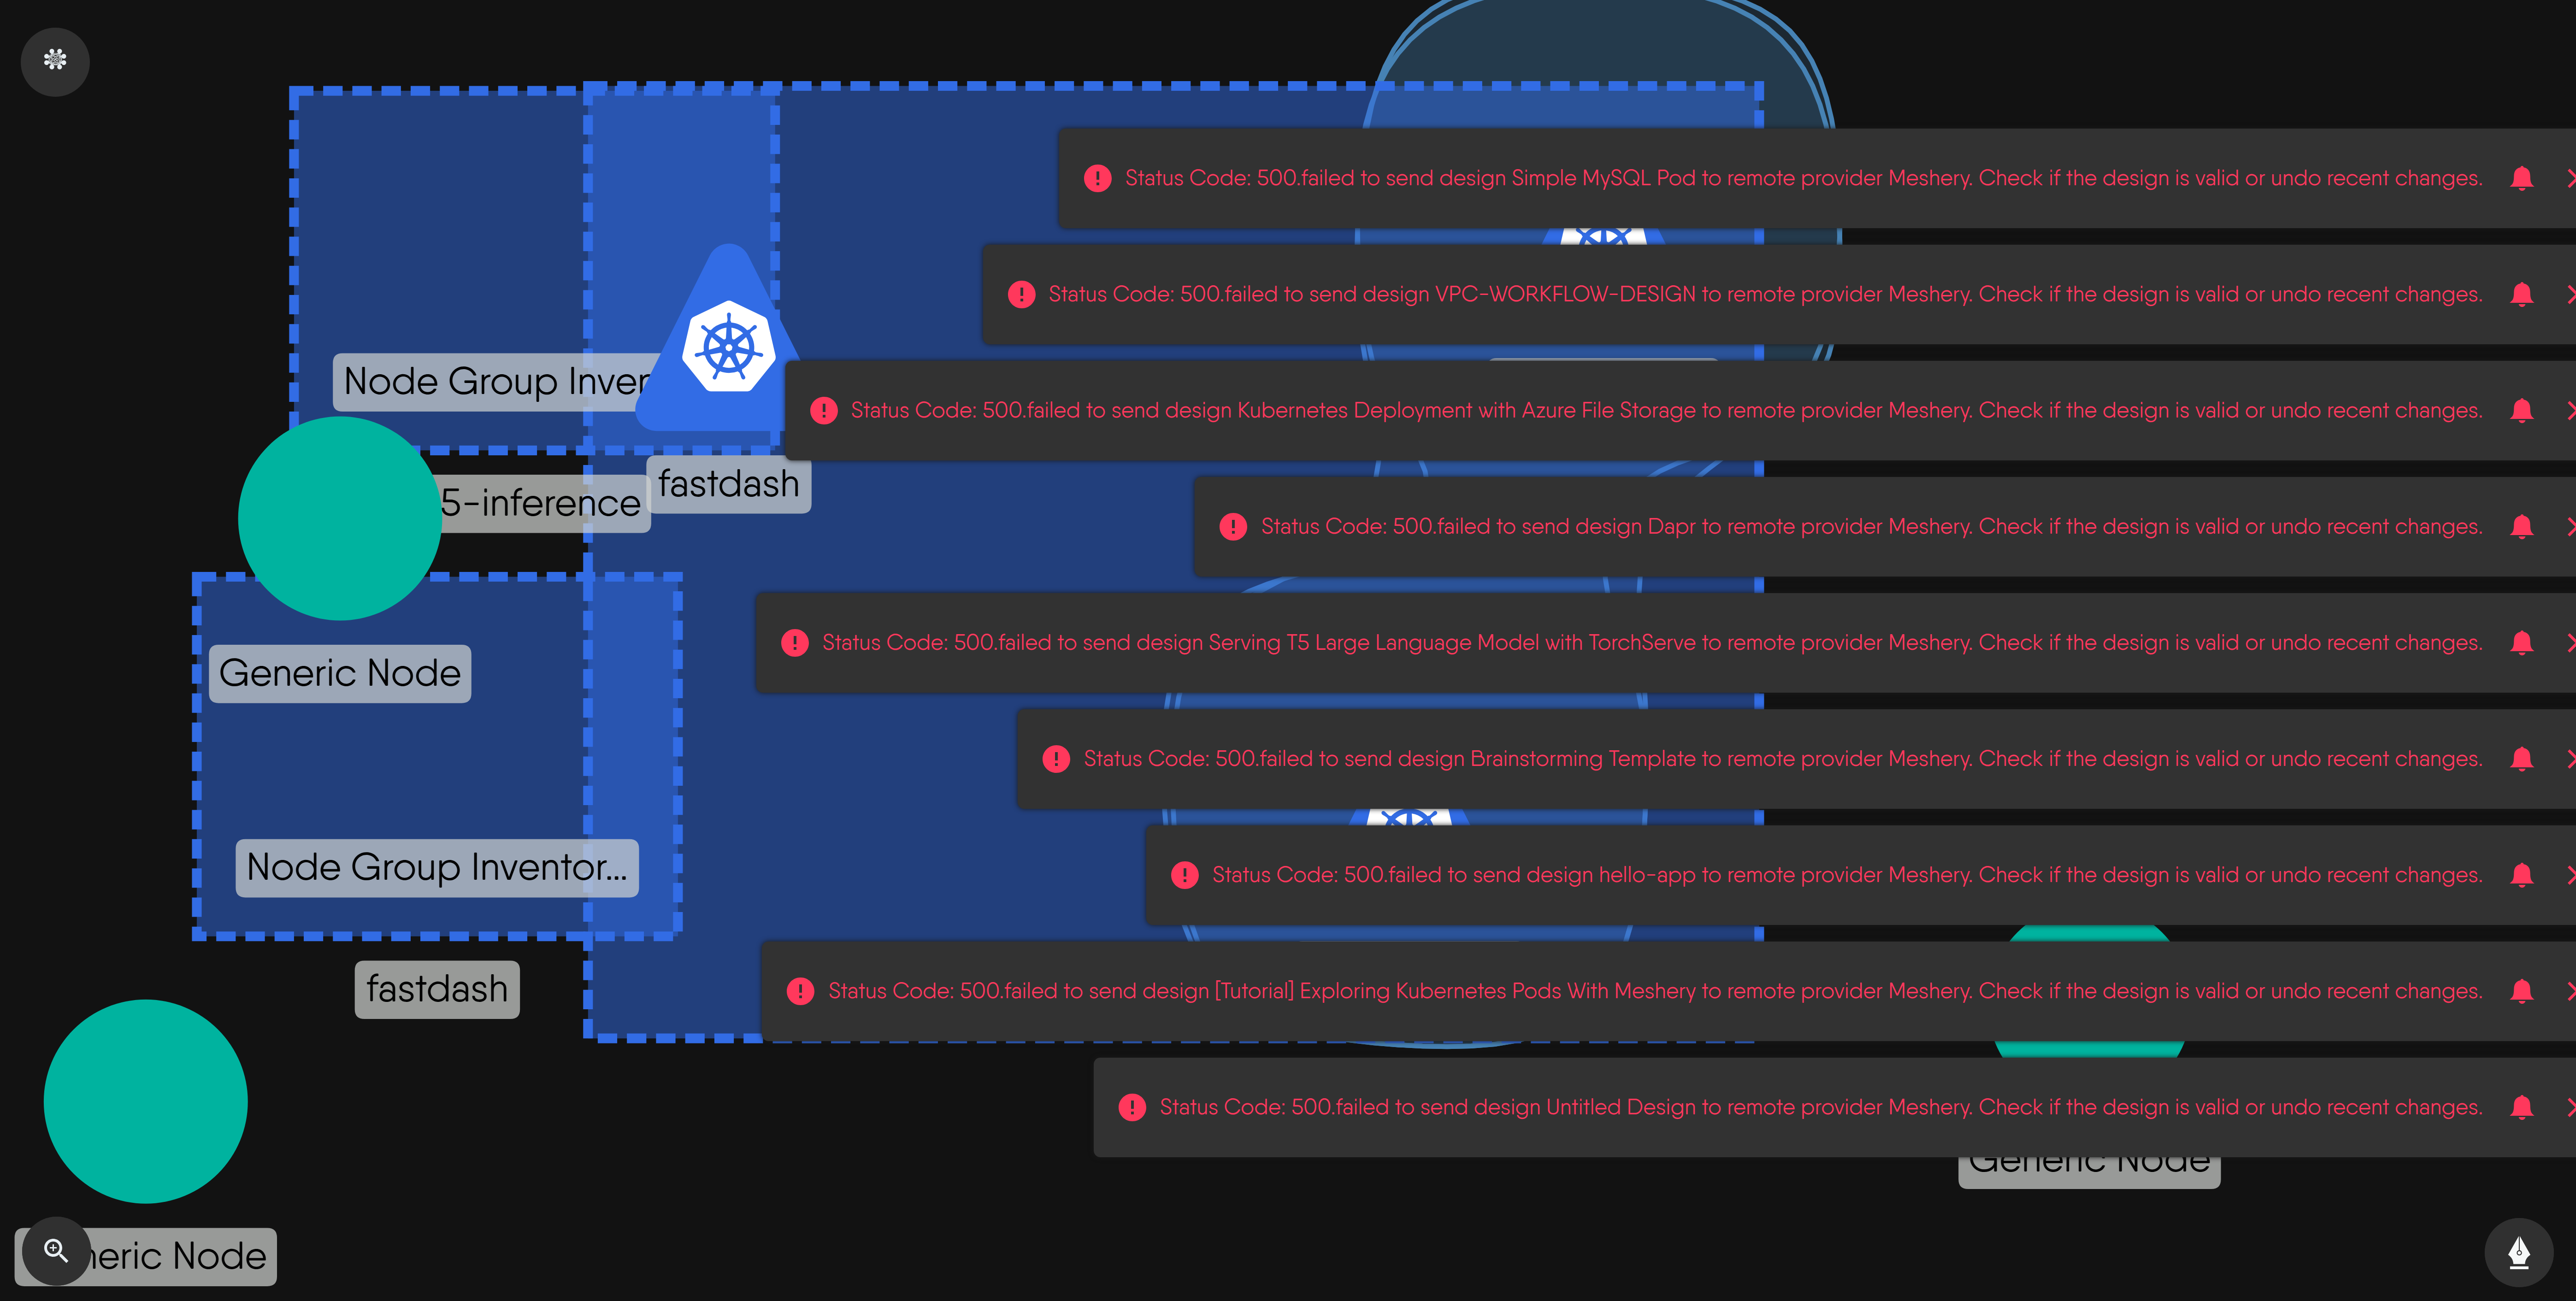 Status Code: 500.failed to send design Simple MySQL Pod to remote provider Meshery. Check if the design is valid or undo recent changes.
Status Code: 500.failed to send design VPC-WORKFLOW-DESIGN to remote provider Meshery. Check if the design is valid or undo recent changes.
Node Group Inver
Status Code: 500.failed to send design Kubernetes Deployment with Azure File Storage to remote provider Meshery. Check if the design is valid or undo recent changes.
5-inference
fastdash
Status Code: 500.failed to send design Dapr to remote provider Meshery. Check if the design is valid or undo recent changes.
Status Code: 500.failed to send design Serving T5 Large Language Model with TorchServe to remote provider Meshery. Check if the design is valid or undo recent changes.
Generic Node
Status Code: 500.failed to send design Brainstorming Template to remote provider Meshery. Check if the design is valid or undo recent changes.
Node Group Inventor...
Status Code: 500.failed to send design hello-app to remote provider Meshery. Check if the design is valid or undo recent changes.
fastdash
Status Code: 500.failed to send design [Tutorial] Exploring Kubernetes Pods With Meshery to remote provider Meshery. Check if the design is valid or undo recent changes.
Status Code: 500.failed to send design Untitled Design to remote provider Meshery. Check if the design is valid or undo recent changes.
Generic Node
neric Node